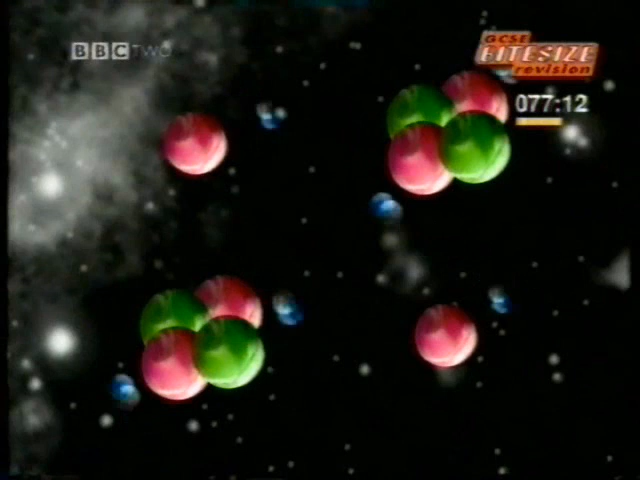 BBC TWO
GCSE
BITESIZE
revision
077:12